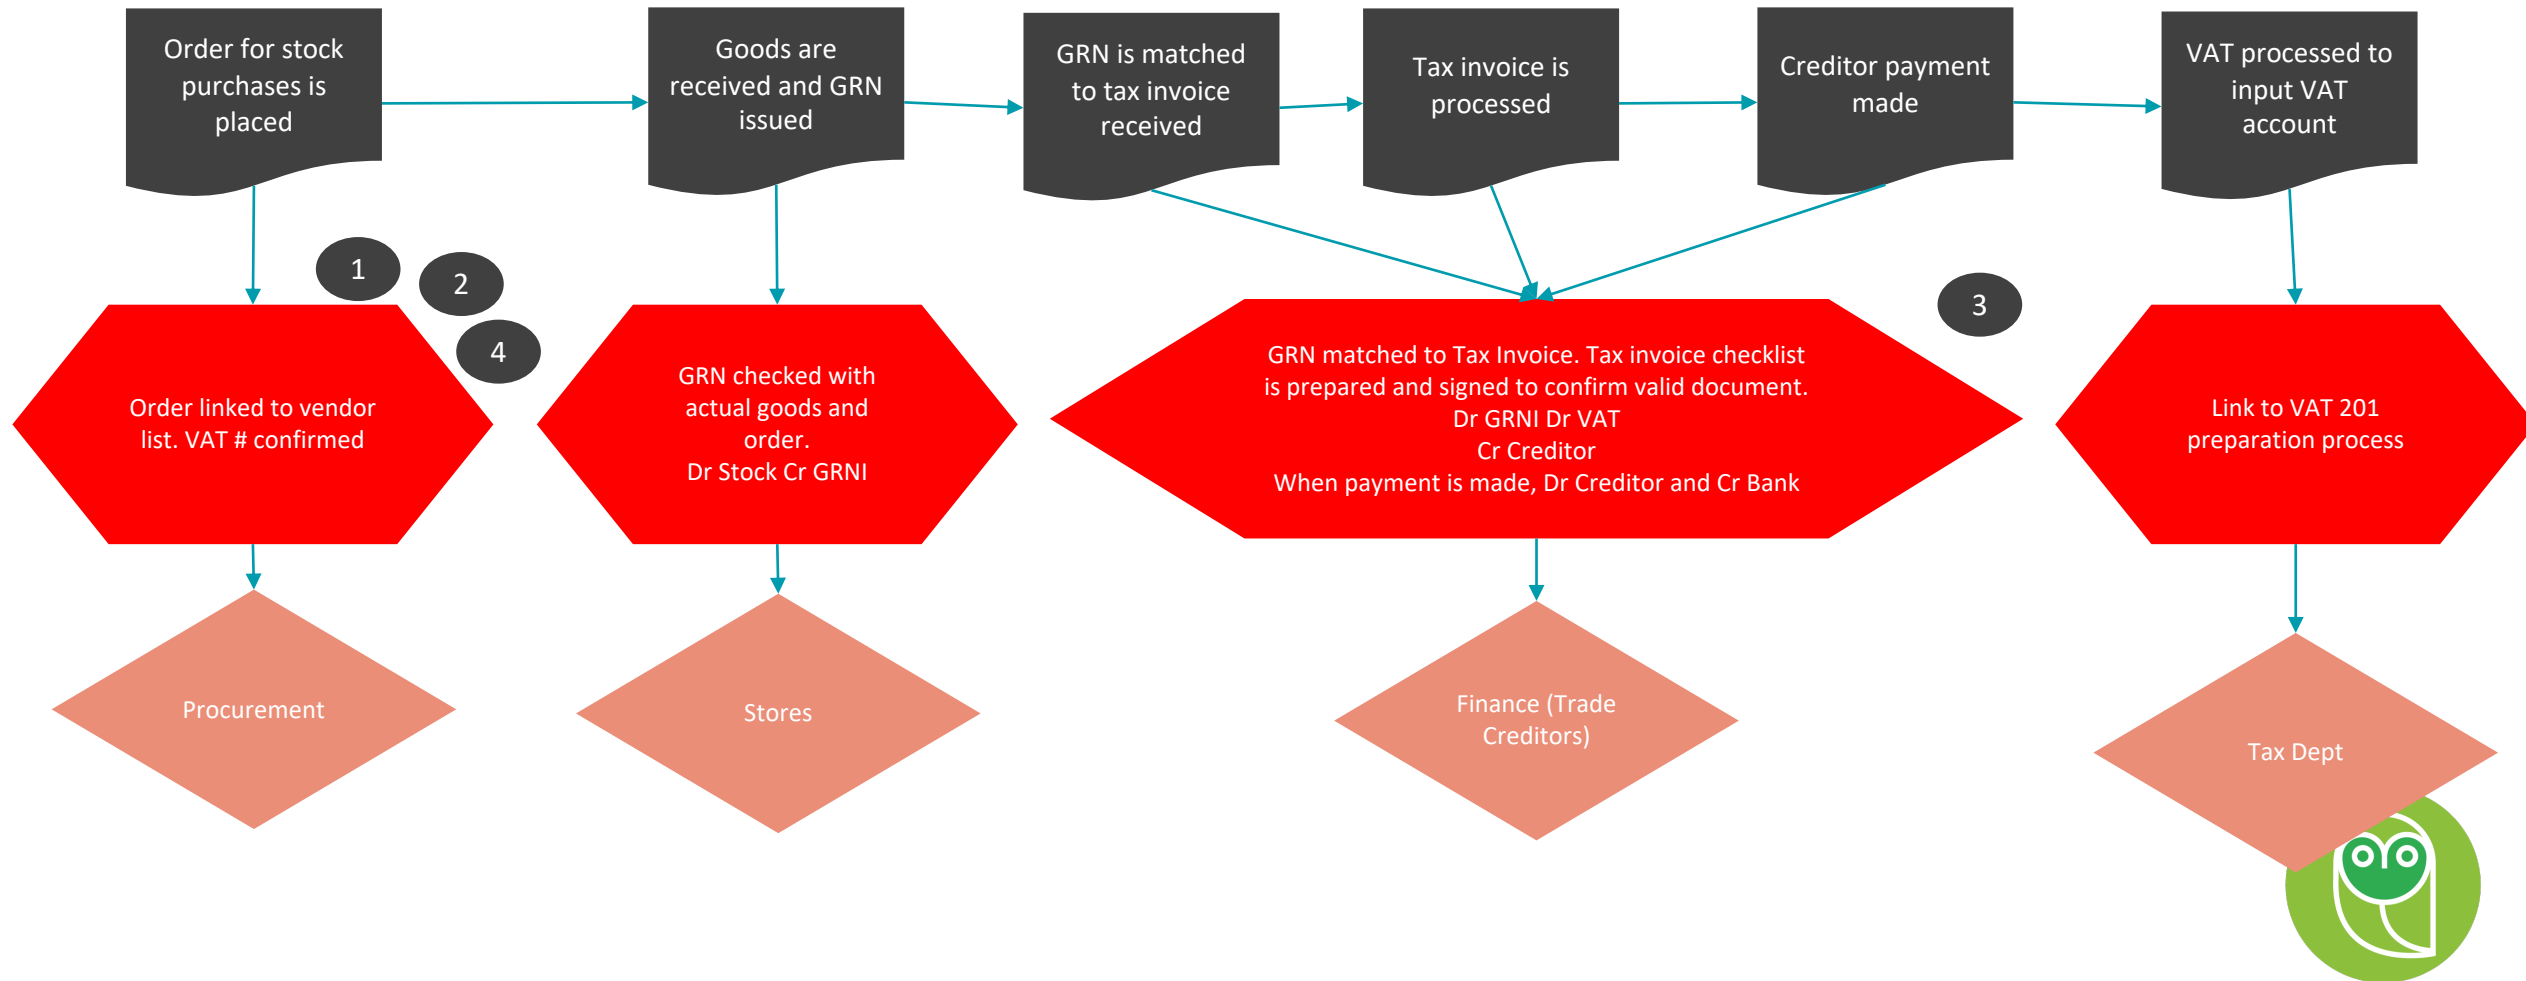 Order for stock
purchases is
placed
Goods are
received and GRN
issued
GRN is matched
to tax invoice
received
Tax invoice is
processed
Creditor payment
made
VAT processed to
input VAT
account
1
2
4
3
Order linked to vendor
list. VAT # confirmed
GRN checked with
actual goods and
order.
Dr Stock Cr GRNI
GRN matched to Tax Invoice. Tax invoice checklist
is prepared and signed to confirm valid document.
Dr GRNI Dr VAT
Cr Creditor
When payment is made, Dr Creditor and Cr Bank
Link to VAT 201
preparation process
Procurement
Stores
Finance (Trade
Creditors)
Tax Dept